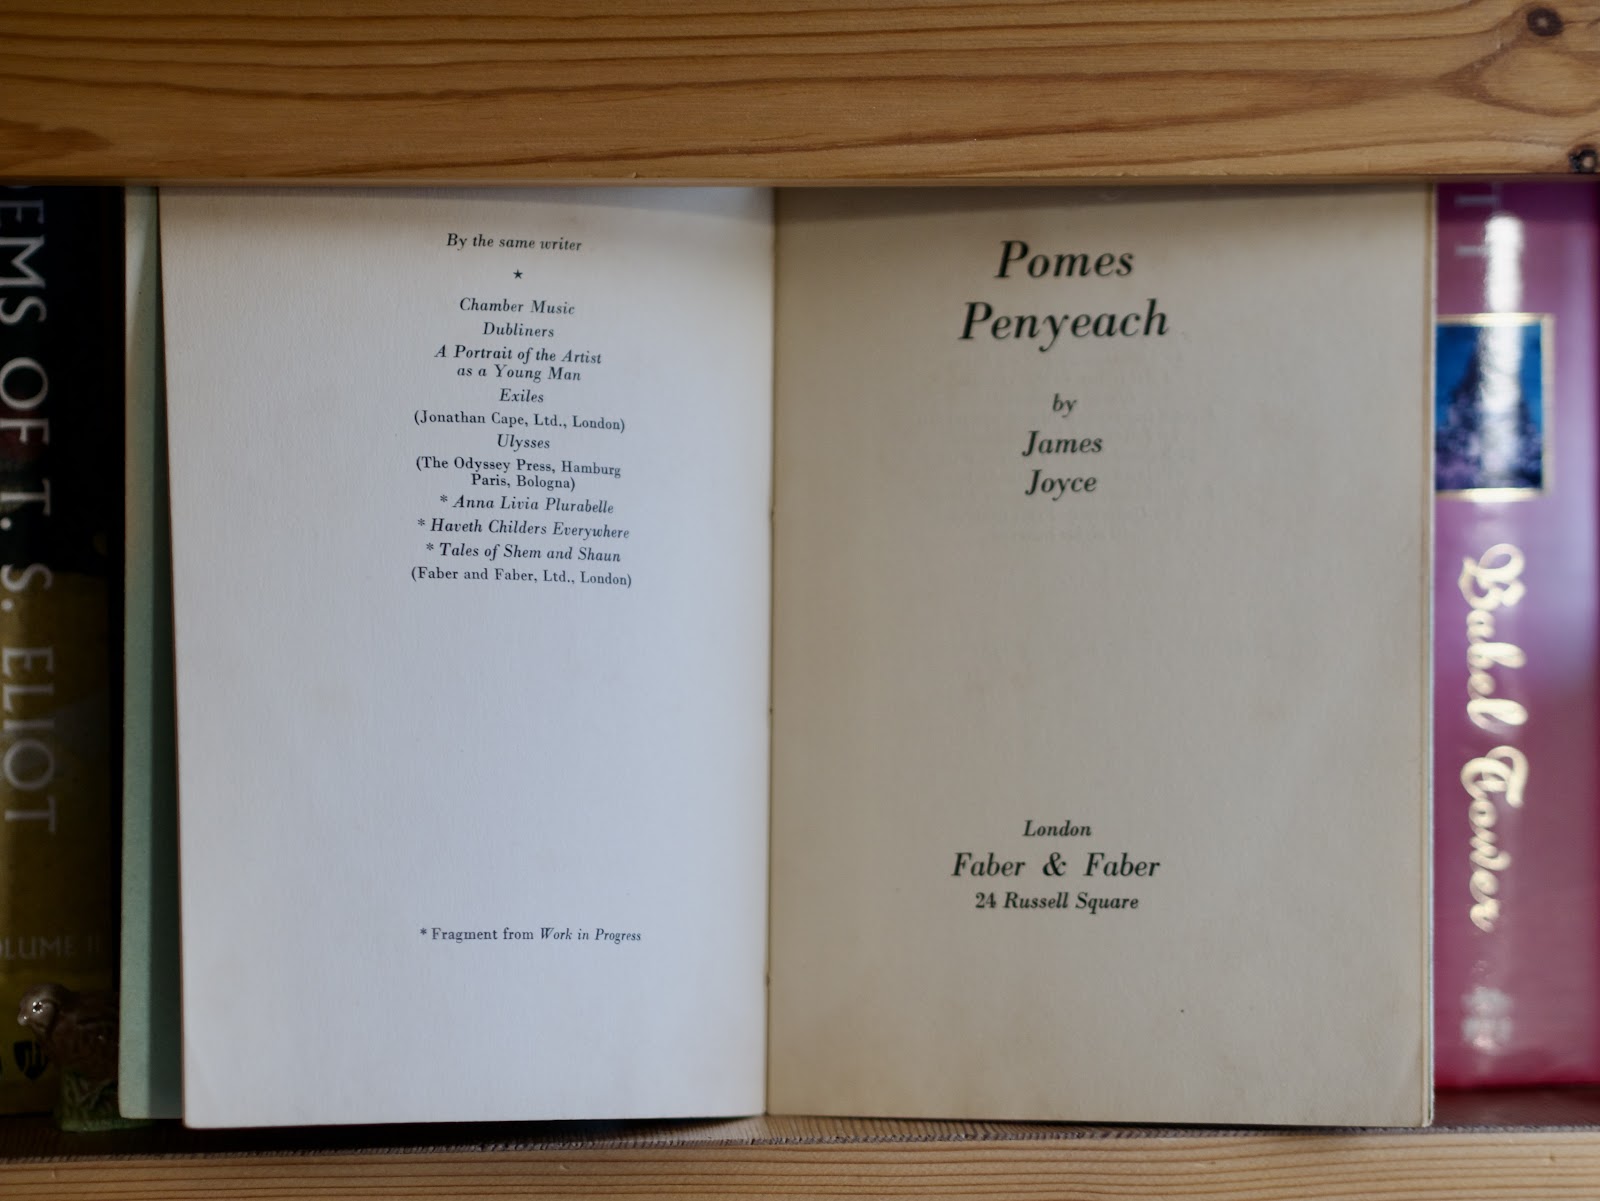 By the same writer
★
Chamber Music
Dubliners
A Portrait of the Artist
as a Young Man
Exiles
(Jonathan Cape, Ltd., London)
Ulysses
(The Odyssey Press, Hamburg
Paris, Bologna)
* Anna Livia Plurabelle
* Haveth Childers Everywhere
* Tales of Shem and Shaun
(Faber and Faber, Ltd., London)
* Fragment from Work in Progress
Pomes
Penyeach
by
James
Joyce
London
Faber & Faber
24 Russell Square
OF T. S. ELIOT
Babel Tower